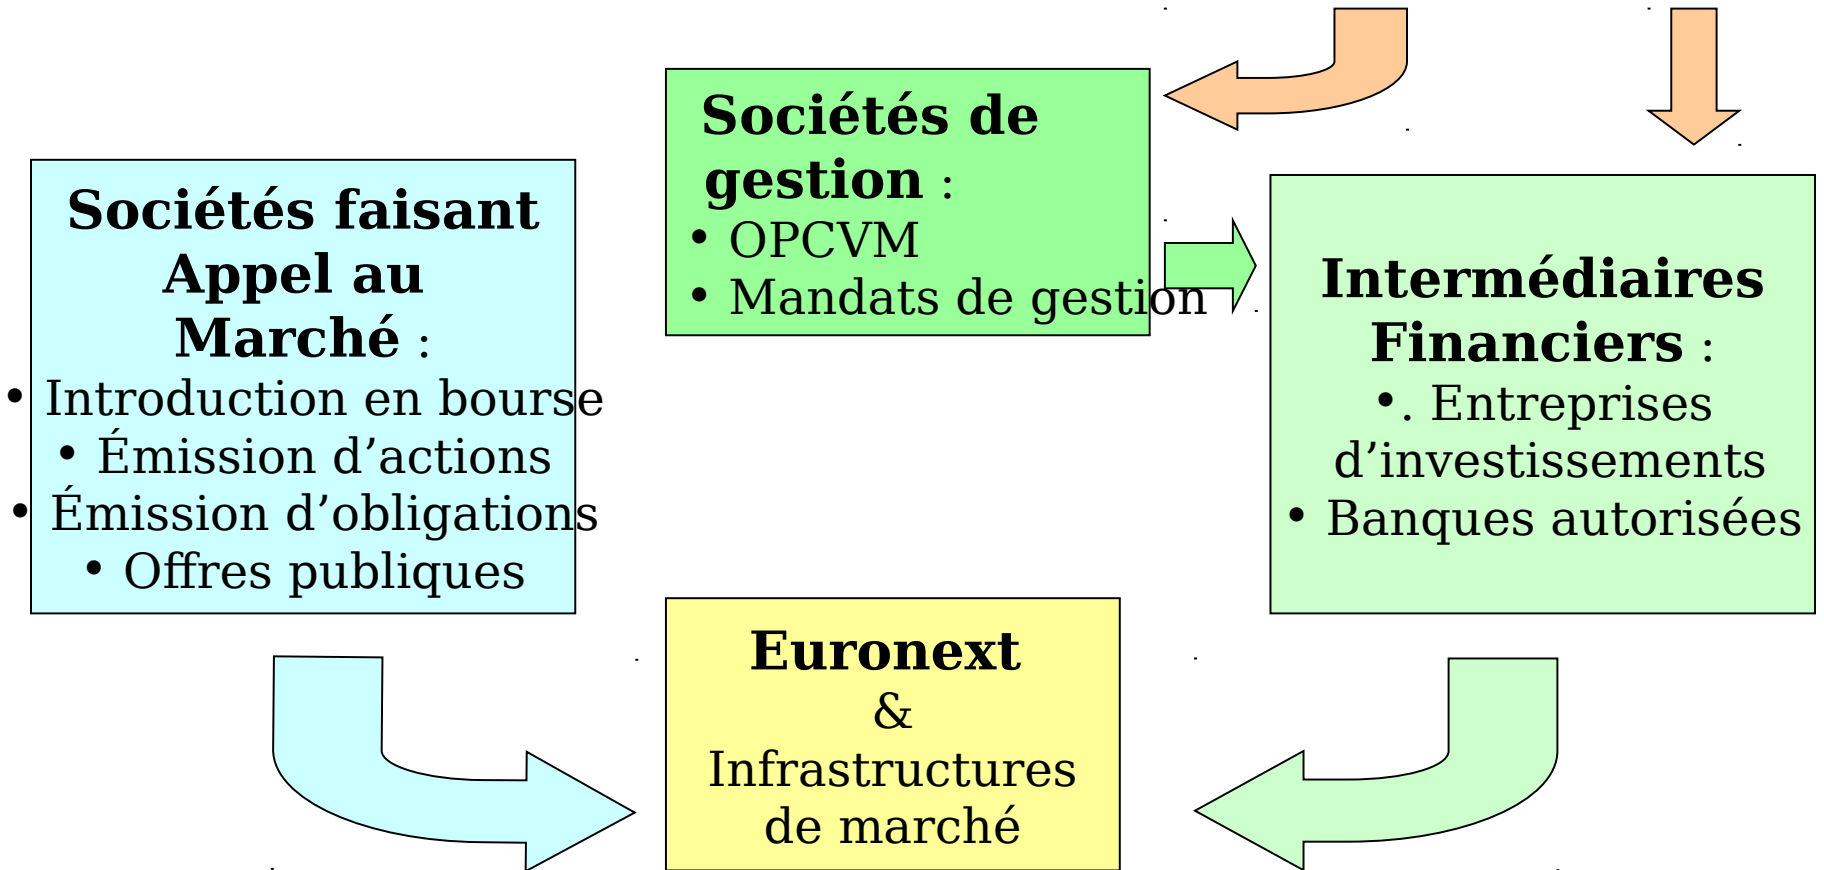 Sociétés faisant
Appel au
Marché :
• Introduction en bourse
• Émission d’actions
• Émission d’obligations
• Offres publiques
Sociétés de
gestion :
• OPCVM
• Mandats de gestion
Intermédiaires
Financiers :
•. Entreprises
d’investissements
• Banques autorisées
Euronext
&
Infrastructures
de marché